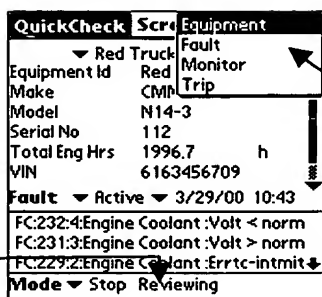 QuickCheck Scre Equipment
Fault
Monitor
Trip
Red Truck
Equipment Id Red
Make CMM
Model N14-3
Serial No 112
Total Eng Hrs 1996.7 h
VIN 6163456709
Fault Active 3/29/00 10:43
FC:232:4:Engine Coolant :Volt < norm
FC:231:3:Engine Coolant :Volt > norm
FC:229:2:Engine Coolant :Errtc-intmit
Mode Stop Reviewing